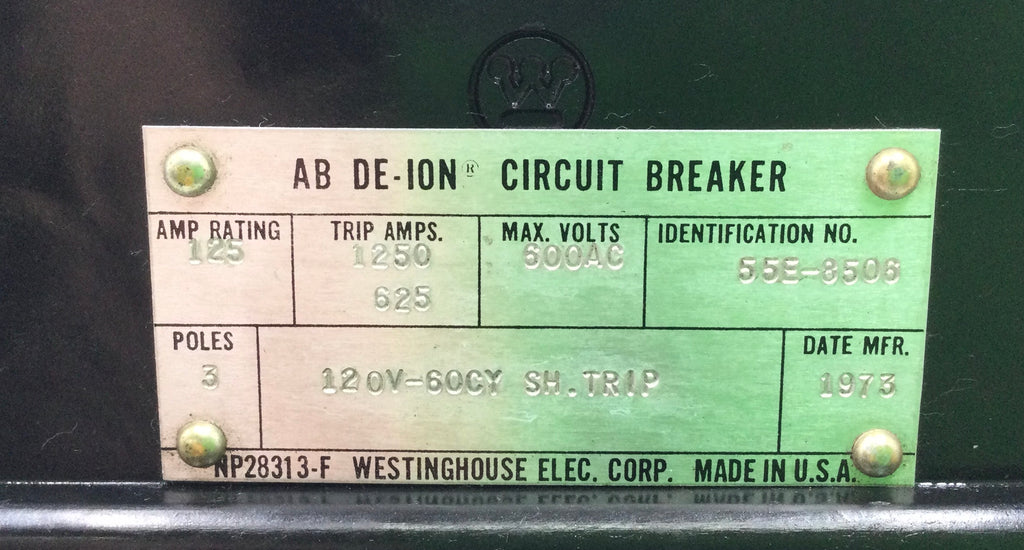 AB DE-ION® CIRCUIT BREAKER
AMP RATING
125
TRIP AMPS.
1250
625
MAX. VOLTS
600AC
IDENTIFICATION NO.
55E-8506
POLES
3
120V-60CY SH.TRIP
DATE MFR.
1973
NP28313-F WESTINGHOUSE ELEC. CORP. MADE IN U.S.A.